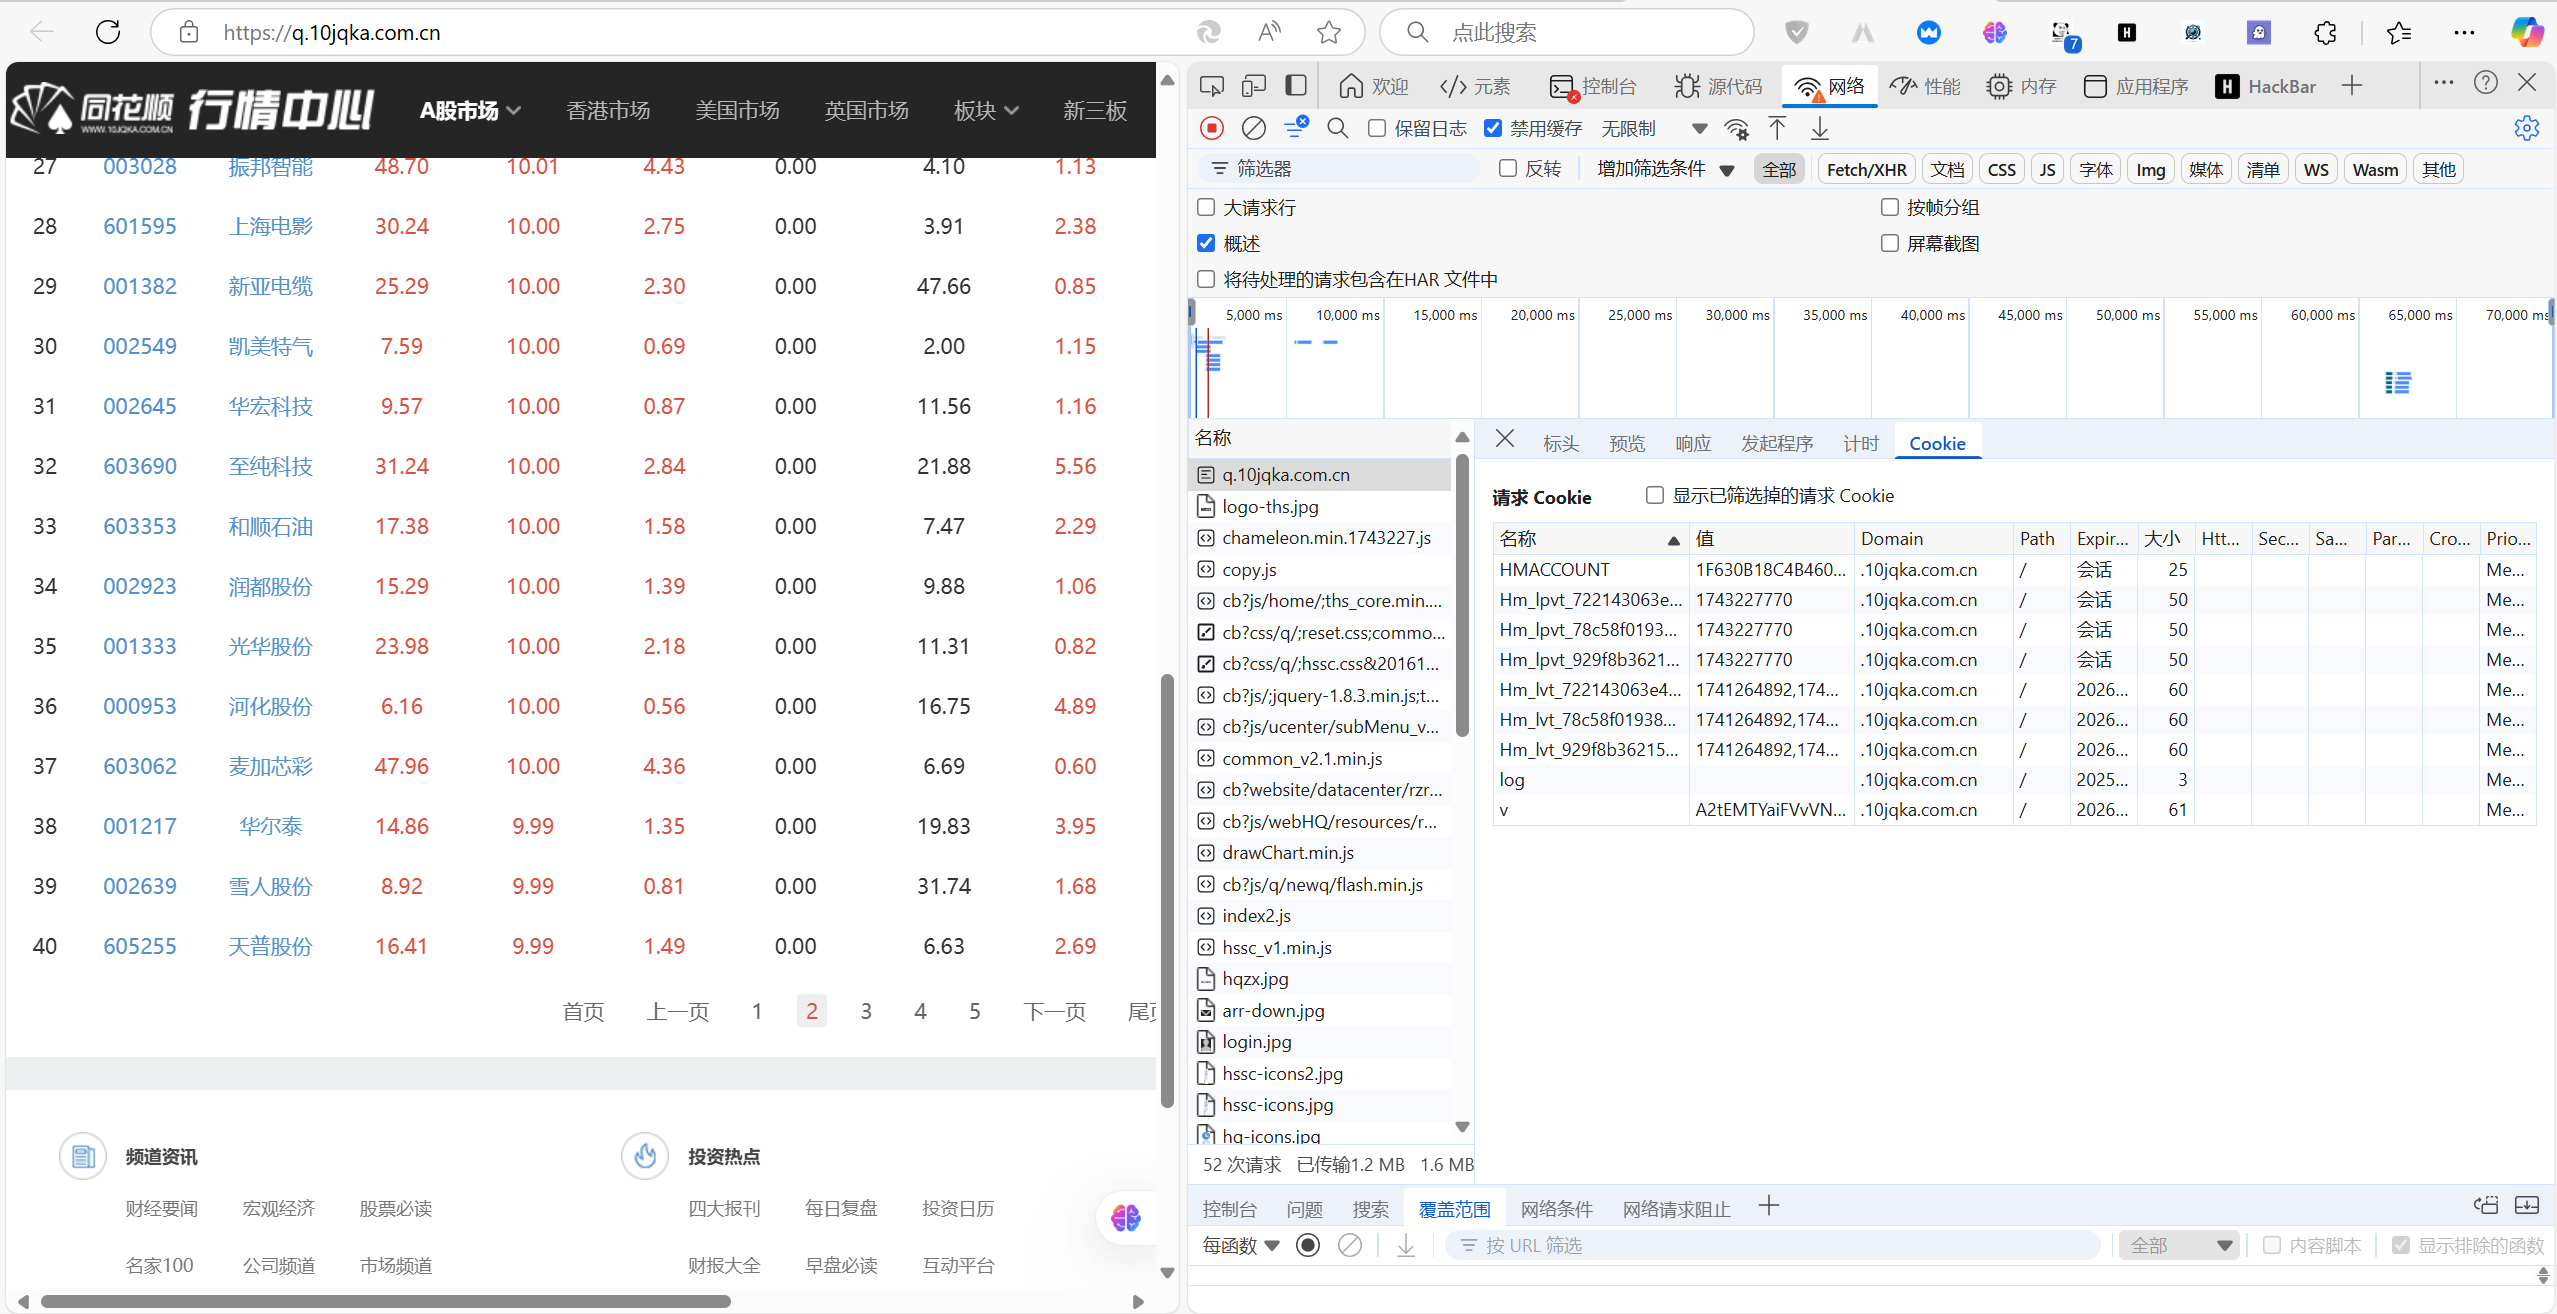 https://q.10jqka.com.cn
点此搜索
7
同花顺
WWW.10JQKA.COM.CN
行情中心
A股市场 香港市场 美国市场 英国市场 板块 新三板
27 003028 振邦智能 48.70 10.01 4.43 0.00 4.10 1.13
28 601595 上海电影 30.24 10.00 2.75 0.00 3.91 2.38
29 001382 新亚电缆 25.29 10.00 2.30 0.00 47.66 0.85
30 002549 凯美特气 7.59 10.00 0.69 0.00 2.00 1.15
31 002645 华宏科技 9.57 10.00 0.87 0.00 11.56 1.16
32 603690 至纯科技 31.24 10.00 2.84 0.00 21.88 5.56
33 603353 和顺石油 17.38 10.00 1.58 0.00 7.47 2.29
34 002923 润都股份 15.29 10.00 1.39 0.00 9.88 1.06
35 001333 光华股份 23.98 10.00 2.18 0.00 11.31 0.82
36 000953 河化股份 6.16 10.00 0.56 0.00 16.75 4.89
37 603062 麦加芯彩 47.96 10.00 4.36 0.00 6.69 0.60
38 001217 华尔泰 14.86 9.99 1.35 0.00 19.83 3.95
39 002639 雪人股份 8.92 9.99 0.81 0.00 31.74 1.68
40 605255 天普股份 16.41 9.99 1.49 0.00 6.63 2.69
首页 上一页 1 2 3 4 5 下一页 尾页
频道资讯
财经要闻 宏观经济 股票必读
名家100 公司频道 市场频道
投资热点
四大报刊 每日复盘 投资日历
财报大全 早盘必读 互动平台
欢迎 元素 控制台 源代码 网络 性能 内存 应用程序 H HackBar
保留日志 禁用缓存 无限制
筛选器 反转 增加筛选条件 全部 Fetch/XHR 文档 CSS JS 字体 Img 媒体 清单 WS Wasm 其他
大请求行 按帧分组
概述 屏幕截图
将待处理的请求包含在HAR 文件中
5,000 ms 10,000 ms 15,000 ms 20,000 ms 25,000 ms 30,000 ms 35,000 ms 40,000 ms 45,000 ms 50,000 ms 55,000 ms 60,000 ms 65,000 ms 70,000 ms
名称
q.10jqka.com.cn
logo-ths.jpg
chameleon.min.1743227.js
copy.js
cb?js/home/;ths_core.min....
cb?css/q/;reset.css;commo...
cb?css/q/;hssc.css&20161...
cb?js/;jquery-1.8.3.min.js;t...
cb?js/ucenter/subMenu_v...
common_v2.1.min.js
cb?website/datacenter/rzr...
cb?js/webHQ/resources/r...
drawChart.min.js
cb?js/q/newq/flash.min.js
index2.js
hssc_v1.min.js
hqzx.jpg
arr-down.jpg
login.jpg
hssc-icons2.jpg
hssc-icons.jpg
hq-icons.jpg
52 次请求 已传输1.2 MB 1.6 MB
标头 预览 响应 发起程序 计时 Cookie
请求 Cookie 显示已筛选掉的请求 Cookie
名称 值 Domain Path Expir... 大小 Htt... Sec... Sa... Par... Cro... Prio...
HMACCOUNT 1F630B18C4B460... .10jqka.com.cn / 会话 25 Me...
Hm_lpvt_722143063e... 1743227770 .10jqka.com.cn / 会话 50 Me...
Hm_lpvt_78c58f0193... 1743227770 .10jqka.com.cn / 会话 50 Me...
Hm_lpvt_929f8b3621... 1743227770 .10jqka.com.cn / 会话 50 Me...
Hm_lvt_722143063e4... 1741264892,174... .10jqka.com.cn / 2026... 60 Me...
Hm_lvt_78c58f01938... 1741264892,174... .10jqka.com.cn / 2026... 60 Me...
Hm_lvt_929f8b36215... 1741264892,174... .10jqka.com.cn / 2026... 60 Me...
log .10jqka.com.cn / 2025... 3 Me...
v A2tEMTYaiFVvVN... .10jqka.com.cn / 2026... 61 Me...
控制台 问题 搜索 覆盖范围 网络条件 网络请求阻止
每函数 按 URL 筛选 全部 内容脚本 显示排除的函数